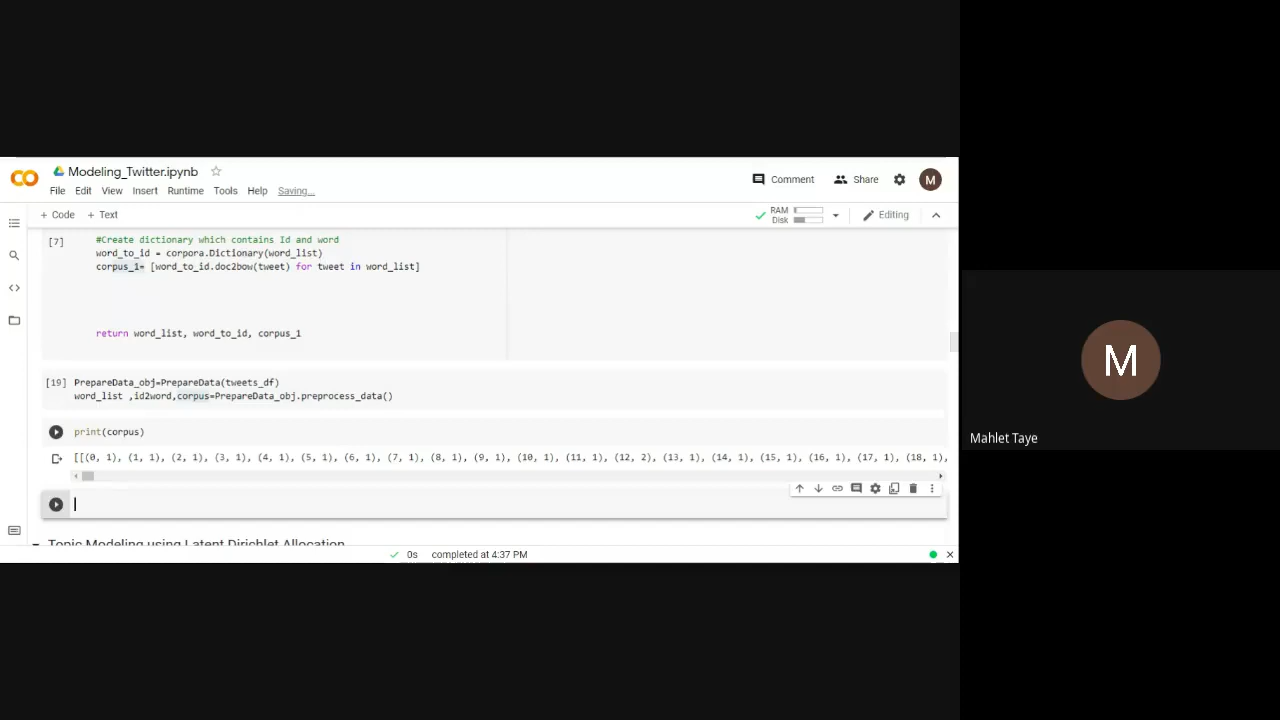 Modeling_Twitter.ipynb
File Edit View Insert Runtime Tools Help Saving...
Comment Share M
+ Code + Text
RAM
Disk
Editing
[7] #Create dictionary which contains Id and word
word_to_id = corpora.Dictionary(word_list)
corpus_1= [word_to_id.doc2bow(tweet) for tweet in word_list]
return word_list, word_to_id, corpus_1
[19] PrepareData_obj=PrepareData(tweets_df)
word_list ,id2word,corpus=PrepareData_obj.preprocess_data()
print(corpus)
[[(0, 1), (1, 1), (2, 1), (3, 1), (4, 1), (5, 1), (6, 1), (7, 1), (8, 1), (9, 1), (10, 1), (11, 1), (12, 2), (13, 1), (14, 1), (15, 1), (16, 1), (17, 1), (18, 1),
Topic Modeling using Latent Dirichlet Allocation
0s completed at 4:37 PM
M
Mahlet Taye